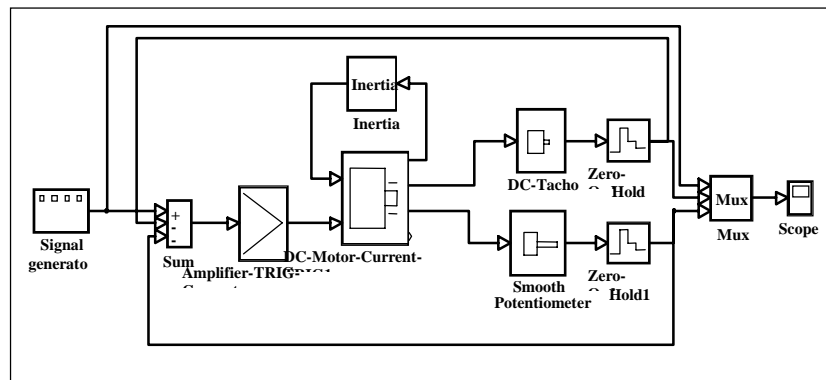 Inertia
Inertia
DC-Tacho
Zero-
Hold
Mux
Mux
Scope
Signal
generato
+
-
-
Sum
Amplifier-TRIG-
DC-Motor-Current-
Smooth
Potentiometer
Zero-
Hold1